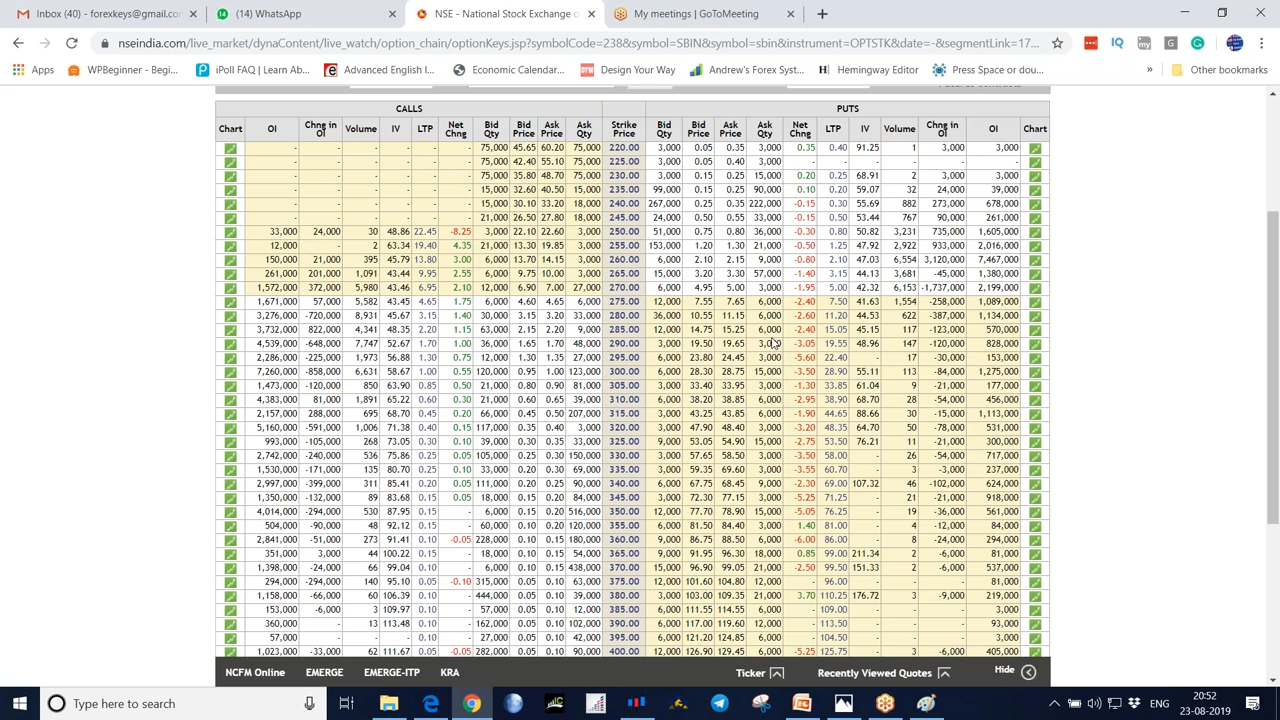 Inbox (40) - forexkeys@gmail.con
(14) WhatsApp
NSE - National Stock Exchange o
My meetings | GoToMeeting
nseindia.com/live_market/dynaContent/live_watch/option_chain/optionKeys.jsp?symbolCode=238&symbol=SBIN&symbol=sbin&instrument=OPTSTK&date=-&segmentLink=17...
Apps WPBeginner - Begi... iPoll FAQ | Learn Ab... Advanced English I... Economic Calendar... Design Your Way Andrew's Forex Syst... Hemingway Editor Press Space or dou... » Other bookmarks
CALLS PUTS
Chart OI Chng in OI Volume IV LTP Net Chng Bid Qty Bid Price Ask Price Ask Qty Strike Price Bid Qty Bid Price Ask Price Ask Qty Net Chng LTP IV Volume Chng in OI OI Chart
- - - - - - 75,000 45.65 60.20 75,000 220.00 3,000 0.05 0.35 3,000 0.35 0.40 91.25 1 3,000 3,000
- - - - - - 75,000 42.40 55.10 75,000 225.00 3,000 0.05 0.40 3,000 - - - - - -
- - - - - - 75,000 35.80 48.70 75,000 230.00 3,000 0.15 0.25 15,000 0.20 0.25 68.91 2 3,000 3,000
- - - - - - 15,000 32.60 40.50 15,000 235.00 99,000 0.15 0.25 90,000 0.10 0.20 59.07 32 24,000 39,000
- - - - - - 15,000 30.10 33.20 18,000 240.00 267,000 0.25 0.35 222,000 -0.15 0.30 55.69 882 273,000 678,000
- - - - - - 21,000 26.50 27.80 18,000 245.00 24,000 0.50 0.55 33,000 -0.15 0.50 53.44 767 90,000 261,000
33,000 24,000 30 48.86 22.45 -8.25 3,000 22.10 22.60 3,000 250.00 51,000 0.75 0.80 36,000 -0.30 0.80 50.82 3,231 735,000 1,605,000
12,000 - 2 63.34 19.40 4.35 21,000 13.30 19.85 3,000 255.00 153,000 1.20 1.30 21,000 -0.50 1.25 47.92 2,922 933,000 2,016,000
150,000 21,000 395 45.79 13.80 3.00 6,000 13.70 14.15 3,000 260.00 6,000 2.10 2.15 9,000 -0.80 2.10 47.03 6,554 3,120,000 7,467,000
261,000 201,000 1,091 43.44 9.95 2.55 6,000 9.75 10.00 3,000 265.00 15,000 3.20 3.30 57,000 -1.40 3.15 44.13 3,681 -45,000 1,380,000
1,572,000 372,000 5,980 43.46 6.95 2.10 12,000 6.90 7.00 27,000 270.00 6,000 4.95 5.00 3,000 -1.95 5.00 42.32 6,153 -1,737,000 2,199,000
1,671,000 57,000 5,582 43.45 4.65 1.75 6,000 4.60 4.65 6,000 275.00 12,000 7.55 7.65 6,000 -2.40 7.50 41.63 1,554 -258,000 1,089,000
3,276,000 -720,000 8,931 45.67 3.15 1.40 30,000 3.15 3.20 33,000 280.00 36,000 10.55 11.15 6,000 -2.60 11.20 44.53 622 -387,000 1,134,000
3,732,000 822,000 4,341 48.35 2.20 1.15 63,000 2.15 2.20 9,000 285.00 12,000 14.75 15.25 6,000 -2.40 15.05 45.15 117 -123,000 570,000
4,539,000 -648,000 7,747 52.67 1.70 1.00 36,000 1.65 1.70 48,000 290.00 3,000 19.50 19.65 -3.05 19.55 48.96 147 -120,000 828,000
2,286,000 -225,000 1,973 56.88 1.30 0.75 12,000 1.30 1.35 27,000 295.00 6,000 23.80 24.45 3,000 -5.60 22.40 - 17 -30,000 153,000
7,260,000 -858,000 6,631 58.67 1.00 0.55 120,000 0.95 1.00 123,000 300.00 6,000 28.30 28.75 15,000 -3.50 28.90 55.11 113 -84,000 1,275,000
1,473,000 -120,000 850 63.90 0.85 0.50 21,000 0.80 0.90 81,000 305.00 3,000 33.40 33.95 3,000 -1.30 33.85 61.04 9 -21,000 177,000
4,383,000 81,000 1,891 65.22 0.60 0.30 21,000 0.60 0.65 39,000 310.00 6,000 38.20 38.85 6,000 -2.95 38.90 68.70 28 -54,000 456,000
2,157,000 288,000 695 68.70 0.45 0.20 66,000 0.45 0.50 207,000 315.00 3,000 43.25 43.85 6,000 -1.90 44.65 88.66 30 -15,000 1,113,000
5,160,000 -591,000 1,006 71.38 0.40 0.15 117,000 0.35 0.40 3,000 320.00 3,000 47.90 48.40 3,000 -3.20 48.35 64.70 50 -78,000 531,000
993,000 -105,000 268 73.05 0.30 0.10 39,000 0.30 0.35 33,000 325.00 9,000 53.05 54.90 15,000 -2.75 53.50 76.21 11 -21,000 300,000
2,742,000 -240,000 536 75.86 0.25 0.05 105,000 0.25 0.30 150,000 330.00 3,000 57.65 58.50 3,000 -3.50 58.00 - 26 -54,000 717,000
1,530,000 -171,000 135 80.70 0.25 0.10 33,000 0.20 0.30 69,000 335.00 3,000 59.35 69.60 3,000 -3.55 60.70 - 3 -3,000 237,000
2,997,000 -399,000 311 85.41 0.20 0.05 111,000 0.20 0.25 90,000 340.00 6,000 67.75 68.45 9,000 -2.30 69.00 107.32 46 -102,000 624,000
1,350,000 -132,000 89 83.68 0.15 0.05 18,000 0.15 0.20 84,000 345.00 3,000 72.30 77.15 3,000 -5.25 71.25 - 21 -21,000 918,000
4,014,000 -294,000 530 87.95 0.15 - 6,000 0.15 0.20 516,000 350.00 12,000 77.70 78.90 15,000 -5.05 76.25 - 19 -36,000 561,000
504,000 -90,000 48 92.12 0.15 - 60,000 0.10 0.20 120,000 355.00 6,000 81.50 84.40 3,000 1.40 81.00 - 4 -12,000 84,000
2,841,000 -51,000 273 91.41 0.10 -0.05 228,000 0.10 0.15 180,000 360.00 9,000 86.75 88.50 6,000 -6.00 86.00 - 8 -24,000 294,000
351,000 3,000 44 100.22 0.15 - 18,000 0.10 0.15 54,000 365.00 9,000 91.95 96.30 18,000 0.85 99.00 211.34 2 -6,000 81,000
1,398,000 -24,000 66 99.04 0.10 - 6,000 0.10 0.15 438,000 370.00 15,000 96.90 99.05 21,000 -2.50 99.50 151.33 2 -6,000 537,000
294,000 -294,000 140 95.10 0.05 -0.10 315,000 0.05 0.10 63,000 375.00 12,000 101.60 104.80 12,000 - 96.00 - - - 81,000
1,158,000 -66,000 60 106.39 0.10 - 444,000 0.05 0.10 39,000 380.00 3,000 103.00 109.35 21,000 3.70 110.25 176.72 3 -9,000 219,000
153,000 -6,000 3 109.97 0.10 - 57,000 0.05 0.10 12,000 385.00 6,000 111.55 114.55 6,000 - 109.00 - - - 3,000
360,000 - 13 113.48 0.10 - 162,000 0.05 0.10 102,000 390.00 6,000 117.00 119.60 12,000 - 113.50 - - - 93,000
57,000 - - - 0.10 - 27,000 0.05 0.10 42,000 395.00 6,000 121.20 124.85 6,000 - 104.50 - - - 3,000
1,023,000 -33,000 62 111.67 0.05 -0.05 282,000 0.05 0.10 90,000 400.00 12,000 126.90 129.45 12,000 -5.25 125.75 - 3 -6,000 405,000
NCFM Online EMERGE EMERGE-ITP KRA Ticker Recently Viewed Quotes Hide
Type here to search
ENG
20:52
23-08-2019